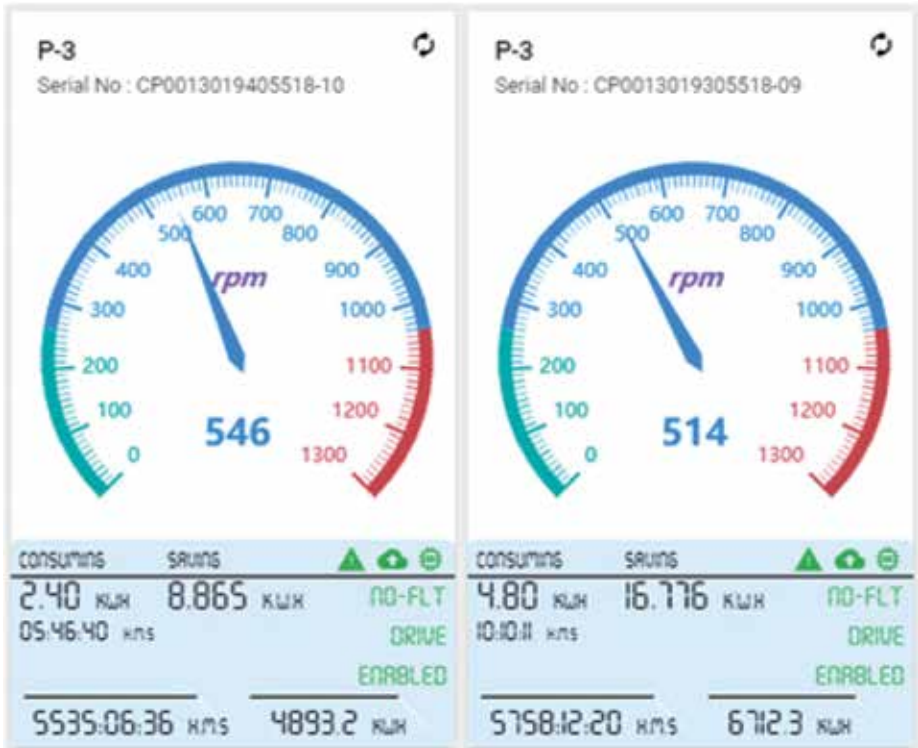 P-3
Serial No : CP0013019405518-10
0
100
200
300
400
500
600
700
800
900
1000
1100
1200
1300
rpm
546
CONSUMING SAVING
2.40 KWH 8.865 KWH NO-FLT
05:46:40 H:M:S DRIVE
ENABLED
5535:06:36 H:M:S 4893.2 KWH
P-3
Serial No : CP0013019305518-09
0
100
200
300
400
500
600
700
800
900
1000
1100
1200
1300
rpm
514
CONSUMING SAVING
4.80 KWH 16.776 KWH NO-FLT
10:10:11 H:M:S DRIVE
ENABLED
5758:12:20 H:M:S 6712.3 KWH